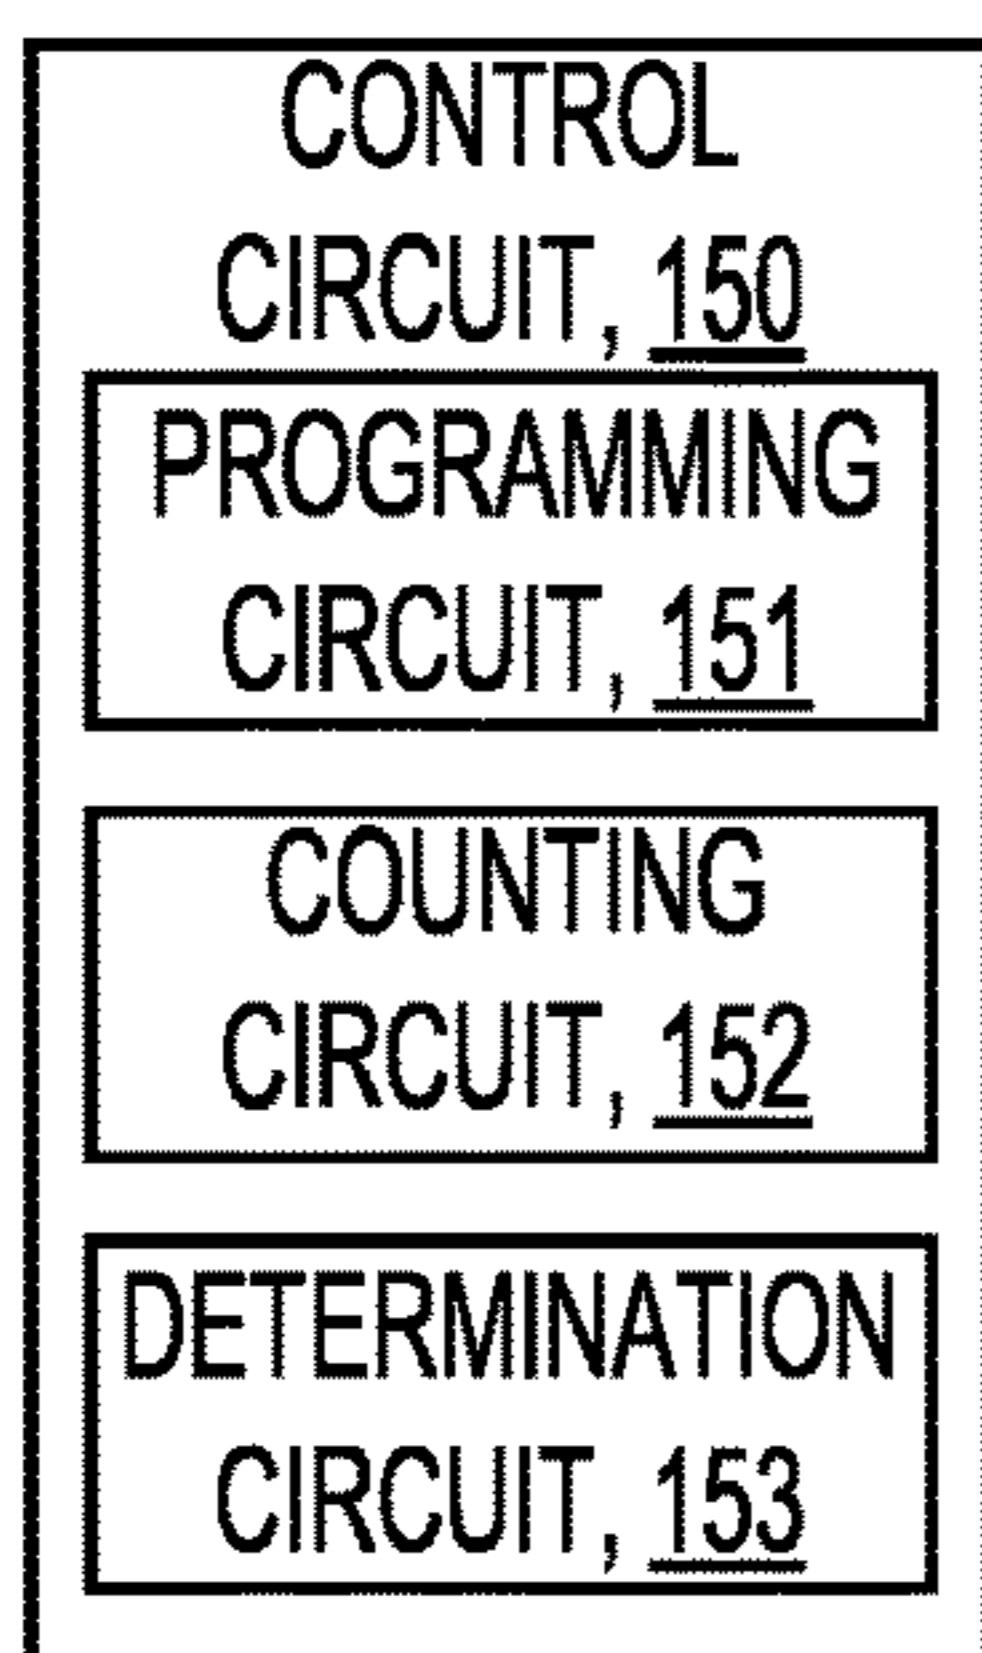 CONTROL
CIRCUIT, 150
PROGRAMMING
CIRCUIT, 151
COUNTING
CIRCUIT, 152
DETERMINATION
CIRCUIT, 153